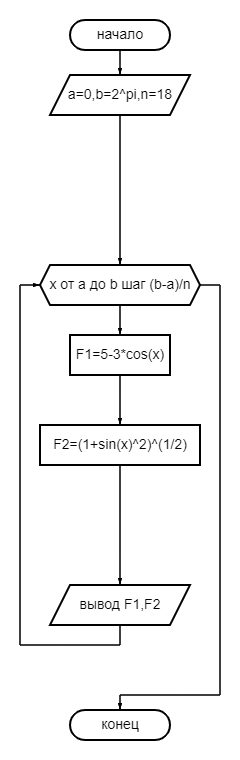 начало
a=0,b=2^pi,n=18
x от a до b шаг (b-a)/n
F1=5-3*cos(x)
F2=(1+sin(x)^2)^(1/2)
вывод F1,F2
конец